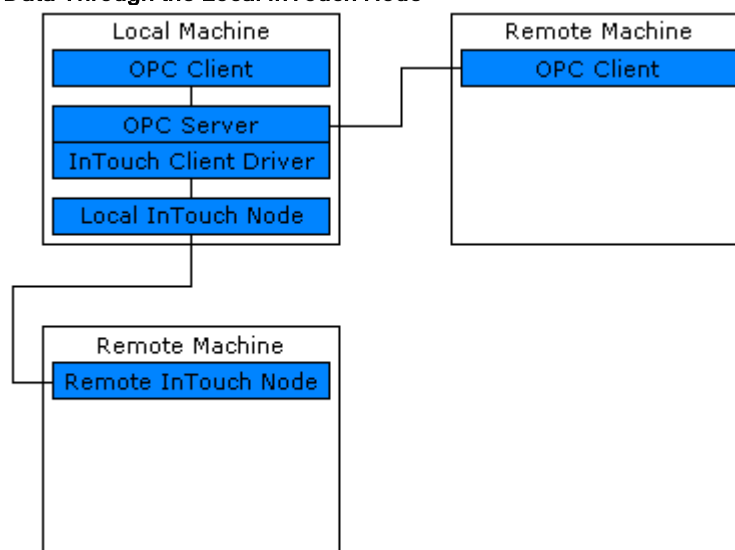 Data Through the Local InTouch Node
Local Machine
OPC Client
OPC Server
InTouch Client Driver
Local InTouch Node
Remote Machine
OPC Client
Remote Machine
Remote InTouch Node